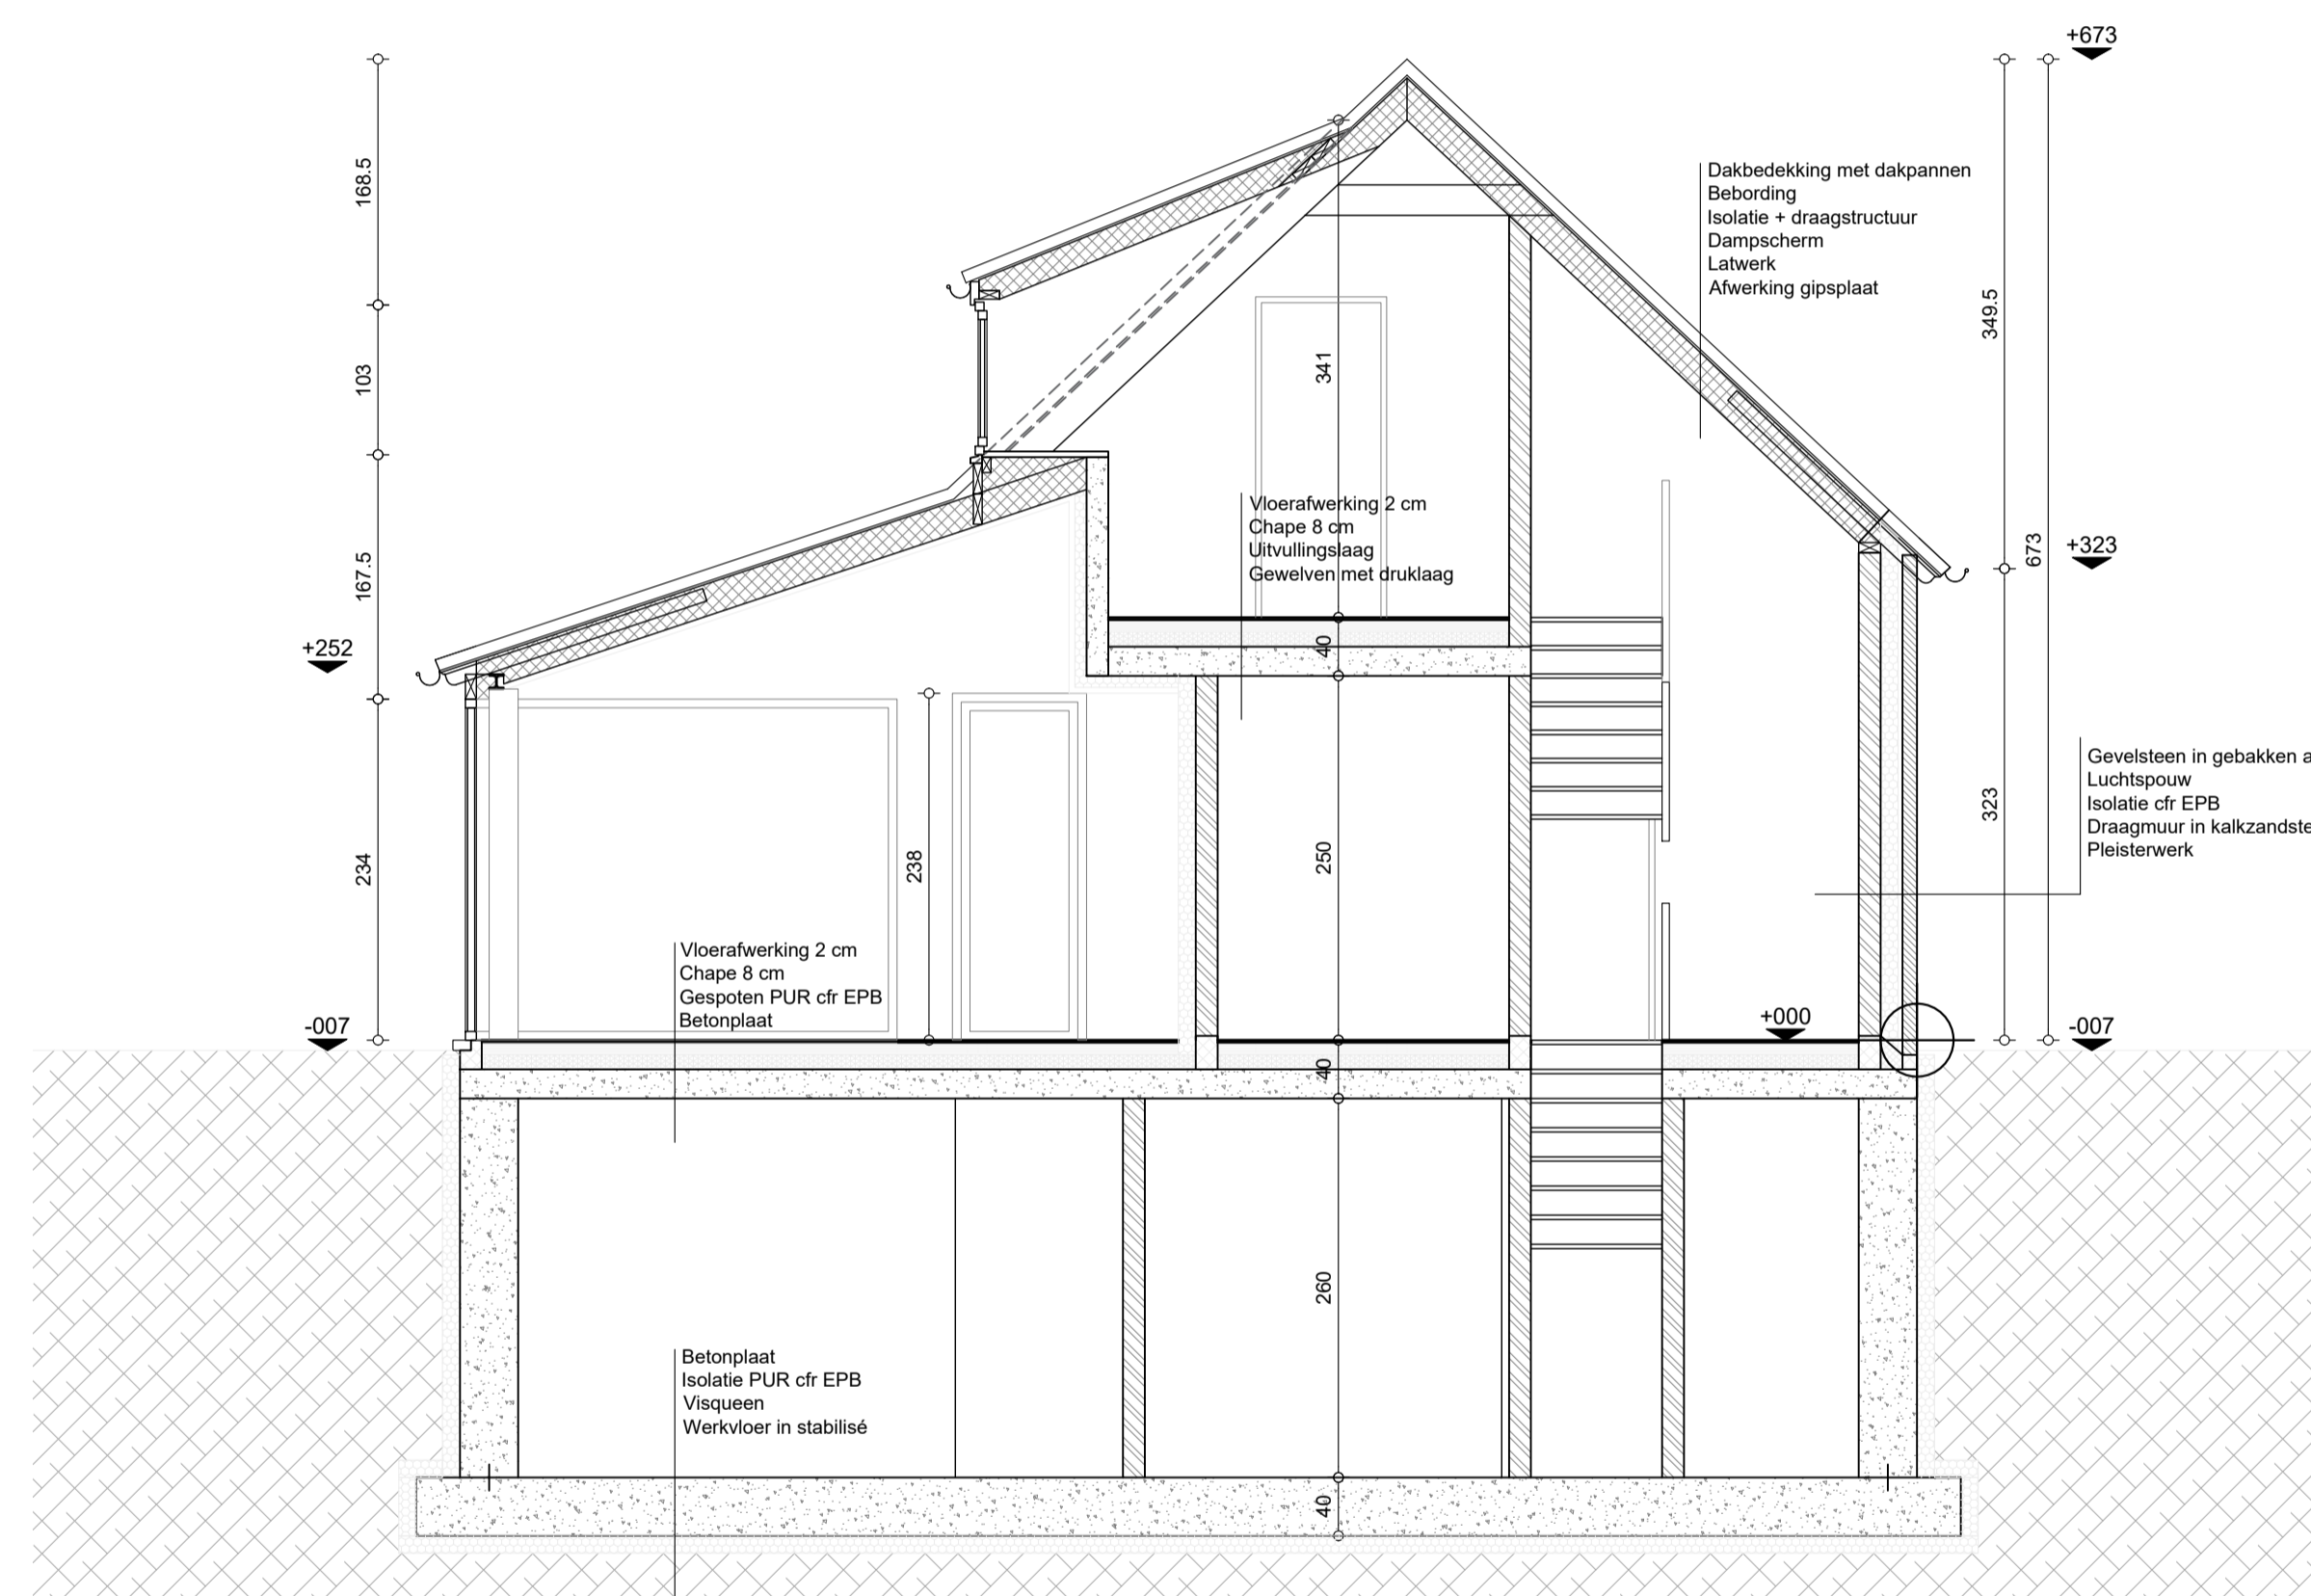 +673
168.5
Dakbedekking met dakpannen
Bebording
Isolatie + draagstructuur
Dampscherm
Latwerk
Afwerking gipsplaat
349.5
103
341
Vloerafwerking 2 cm
Chape 8 cm
Uitvullingslaag
Gewelven met druklaag
+323
673
167.5
+252
40
Gevelsteen in gebakken a
Luchtspouw
Isolatie cfr EPB
Draagmuur in kalkzandste
Pleisterwerk
323
234
238
250
Vloerafwerking 2 cm
Chape 8 cm
Gespoten PUR cfr EPB
Betonplaat
-007
+000
-007
40
260
Betonplaat
Isolatie PUR cfr EPB
Visqueen
Werkvloer in stabilisé
40